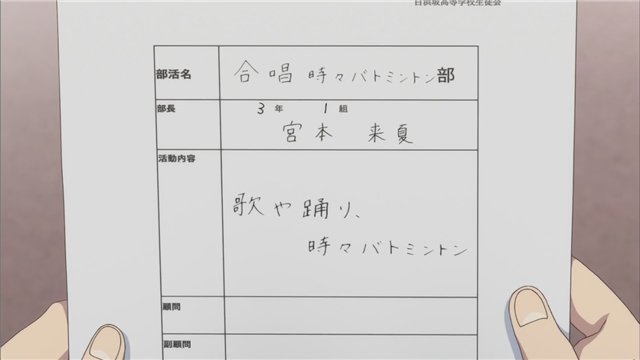 白浜坂高等学校生徒会
部活名 合唱時々バトミントン部
部長 3年 1組
宮本 来夏
活動内容
歌や踊り、
時々バトミントン
顧問
副顧問